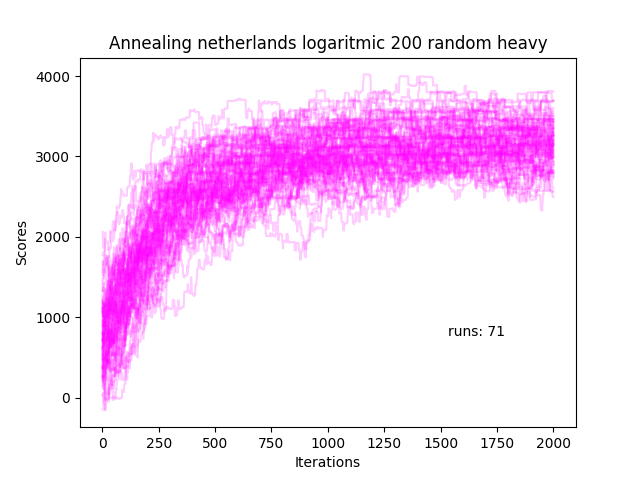 Annealing netherlands logaritmic 200 random heavy
4000
3000
2000
1000
0
Scores
runs: 71
0 250 500 750 1000 1250 1500 1750 2000
Iterations